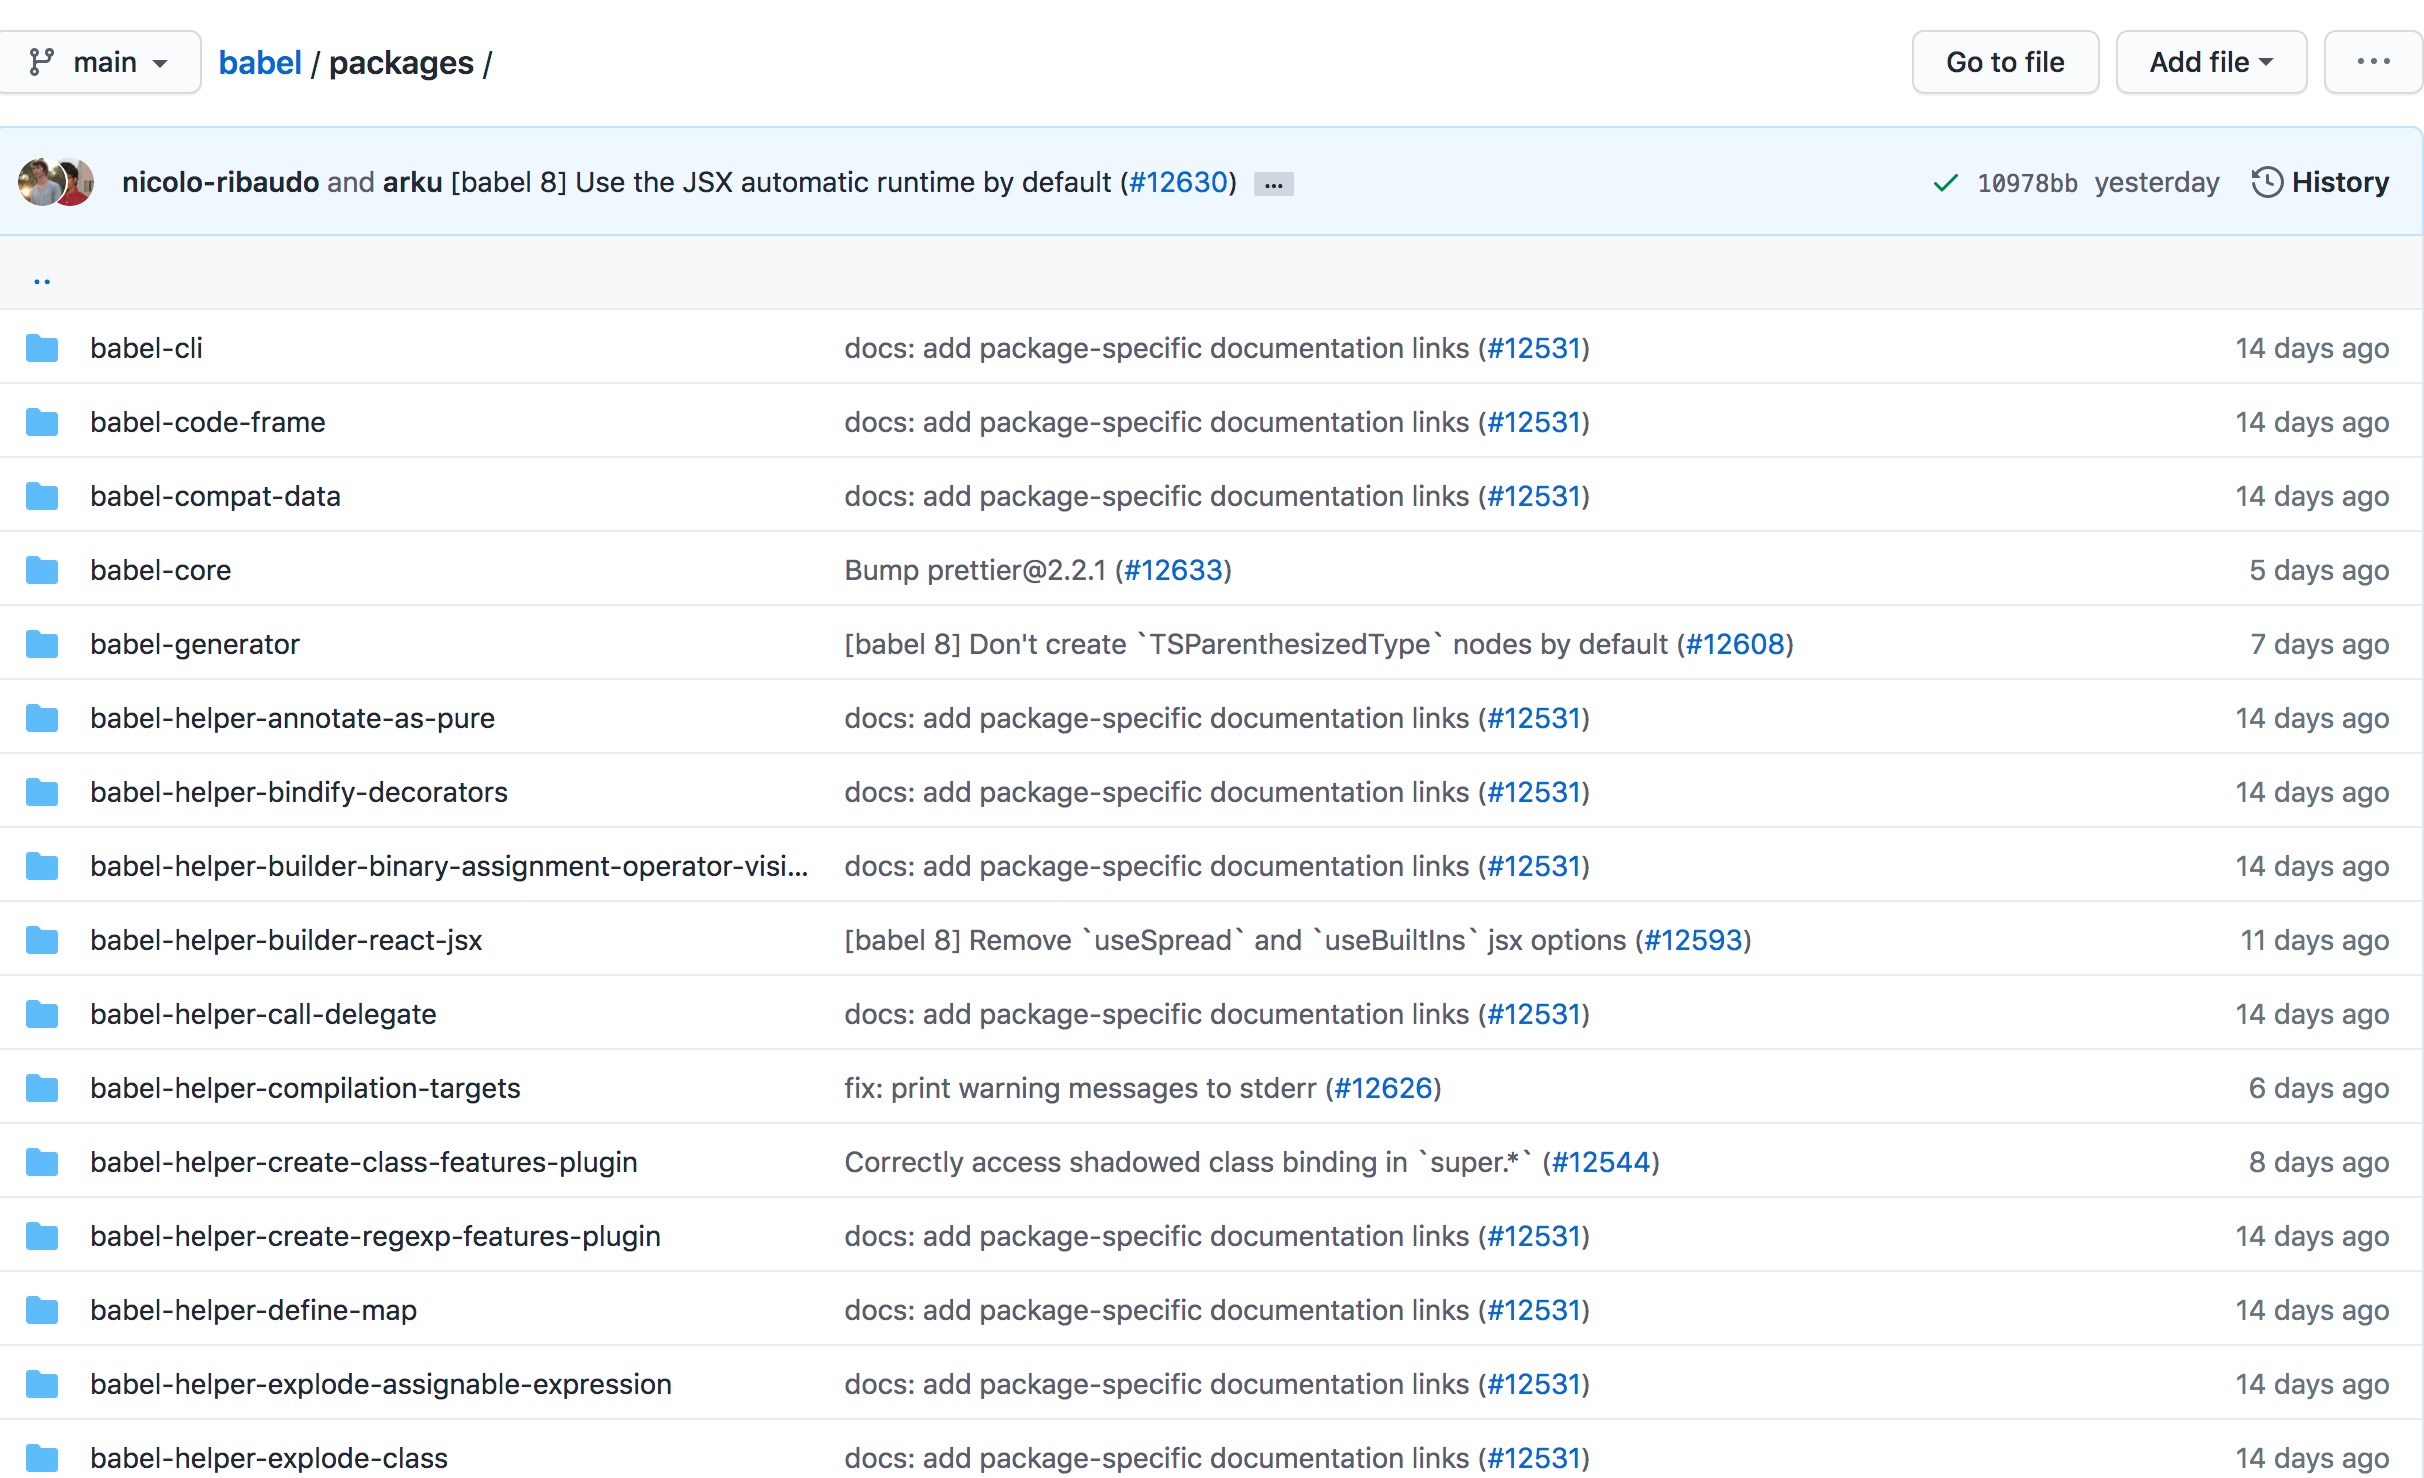 main babel / packages / Go to file Add file ...
nicolo-ribaudo and arku [babel 8] Use the JSX automatic runtime by default (#12630) ... 10978bb yesterday History
..
babel-cli docs: add package-specific documentation links (#12531) 14 days ago
babel-code-frame docs: add package-specific documentation links (#12531) 14 days ago
babel-compat-data docs: add package-specific documentation links (#12531) 14 days ago
babel-core Bump prettier@2.2.1 (#12633) 5 days ago
babel-generator [babel 8] Don't create `TSParenthesizedType` nodes by default (#12608) 7 days ago
babel-helper-annotate-as-pure docs: add package-specific documentation links (#12531) 14 days ago
babel-helper-bindify-decorators docs: add package-specific documentation links (#12531) 14 days ago
babel-helper-builder-binary-assignment-operator-visi... docs: add package-specific documentation links (#12531) 14 days ago
babel-helper-builder-react-jsx [babel 8] Remove `useSpread` and `useBuiltIns` jsx options (#12593) 11 days ago
babel-helper-call-delegate docs: add package-specific documentation links (#12531) 14 days ago
babel-helper-compilation-targets fix: print warning messages to stderr (#12626) 6 days ago
babel-helper-create-class-features-plugin Correctly access shadowed class binding in `super.*` (#12544) 8 days ago
babel-helper-create-regexp-features-plugin docs: add package-specific documentation links (#12531) 14 days ago
babel-helper-define-map docs: add package-specific documentation links (#12531) 14 days ago
babel-helper-explode-assignable-expression docs: add package-specific documentation links (#12531) 14 days ago
babel-helper-explode-class docs: add package-specific documentation links (#12531) 14 days ago